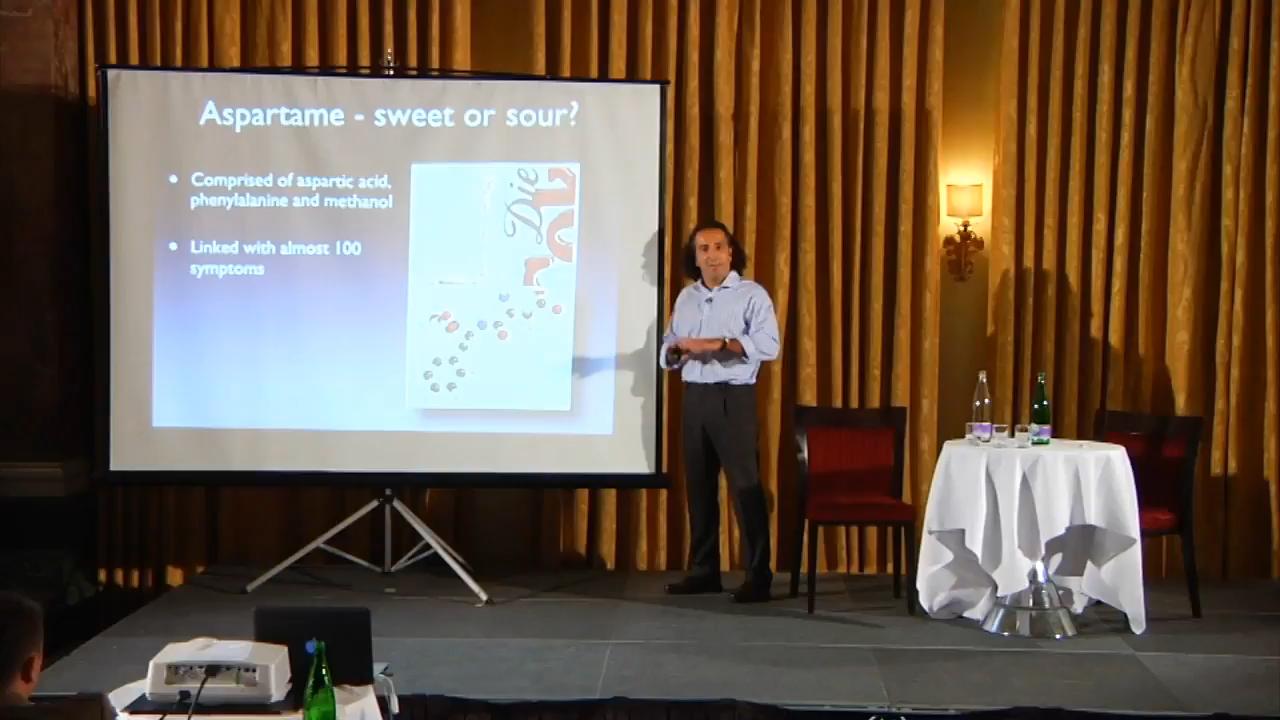 Aspartame - sweet or sour?
• Comprised of aspartic acid,
phenylalanine and methanol
• Linked with almost 100
symptoms
Die